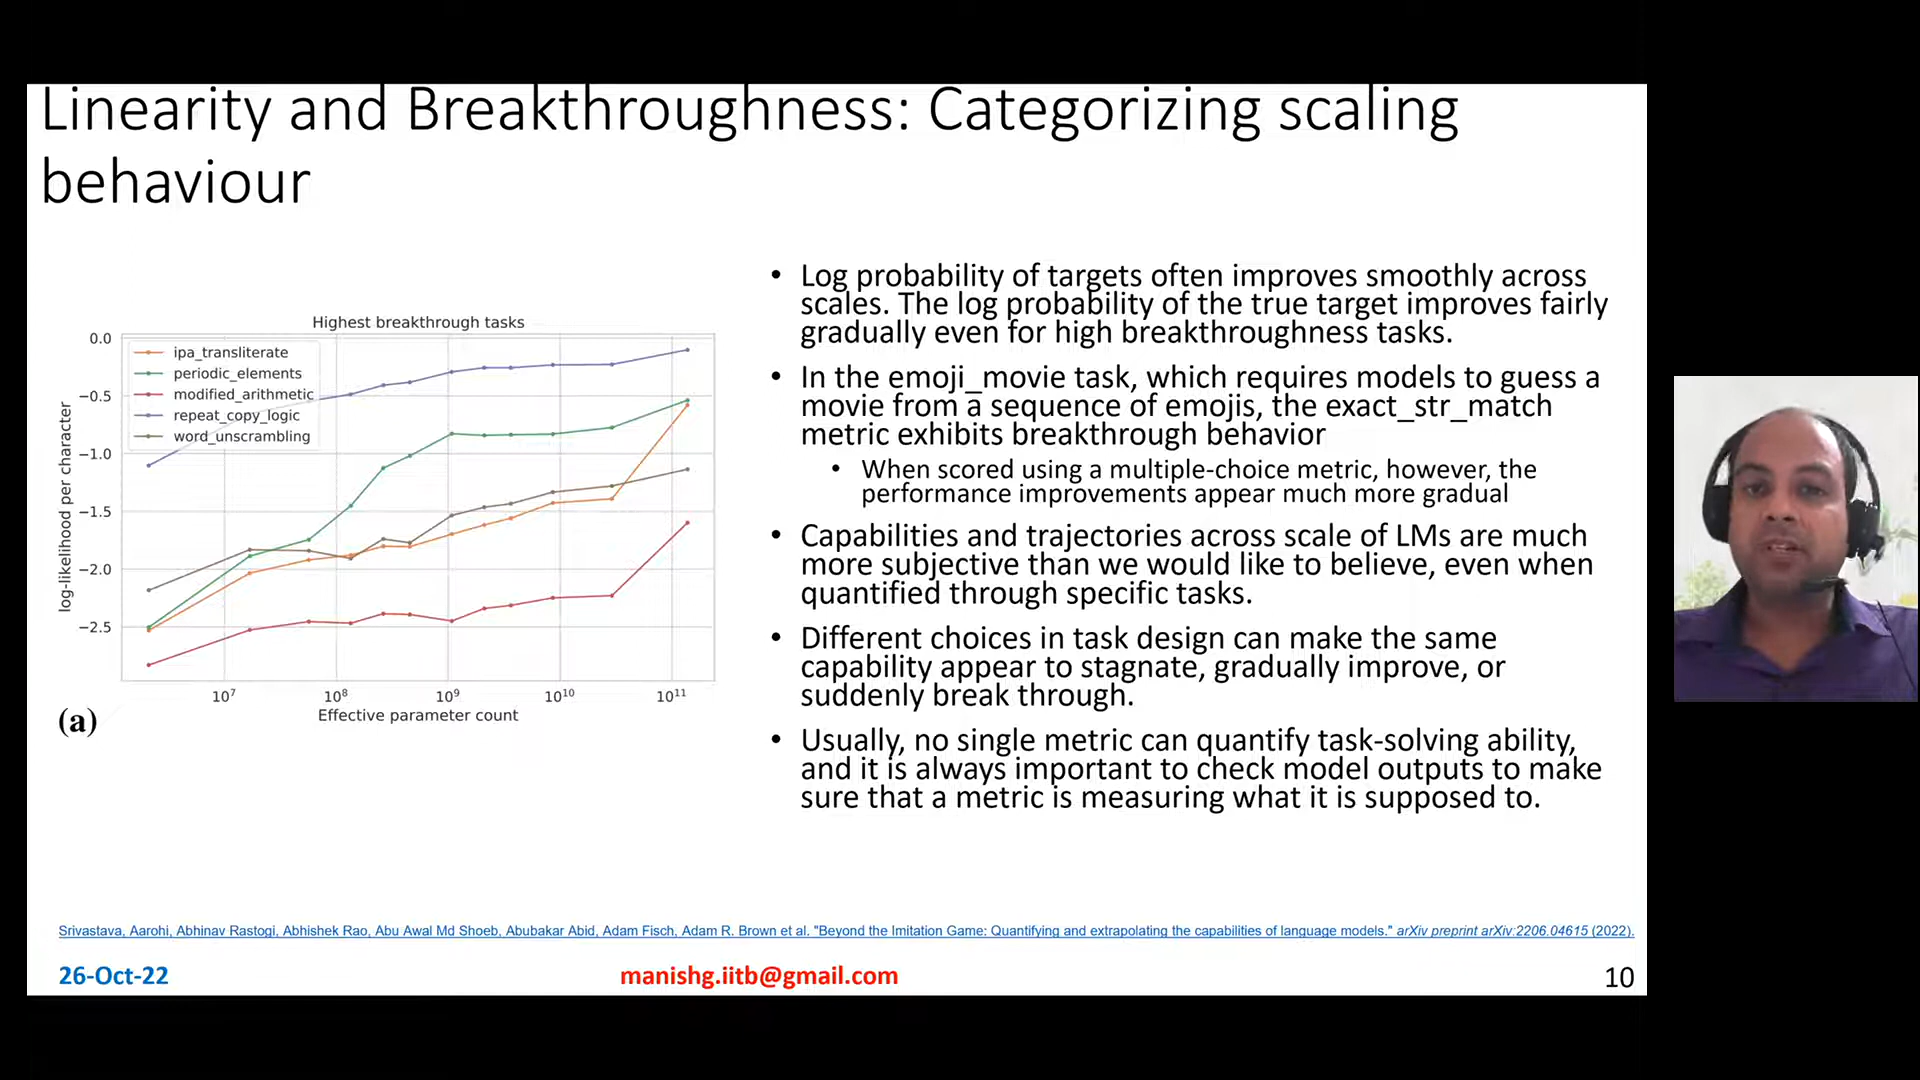 Linearity and Breakthroughness: Categorizing scaling
behaviour
Highest breakthrough tasks
0.0
−0.5
−1.0
−1.5
−2.0
−2.5
log-likelihood per character
ipa_transliterate
periodic_elements
modified_arithmetic
repeat_copy_logic
word_unscrambling
10⁷
10⁸
10⁹
10¹⁰
10¹¹
Effective parameter count
(a)
• Log probability of targets often improves smoothly across
scales. The log probability of the true target improves fairly
gradually even for high breakthroughness tasks.
• In the emoji_movie task, which requires models to guess a
movie from a sequence of emojis, the exact_str_match
metric exhibits breakthrough behavior
• When scored using a multiple-choice metric, however, the
performance improvements appear much more gradual
• Capabilities and trajectories across scale of LMs are much
more subjective than we would like to believe, even when
quantified through specific tasks.
• Different choices in task design can make the same
capability appear to stagnate, gradually improve, or
suddenly break through.
• Usually, no single metric can quantify task-solving ability,
and it is always important to check model outputs to make
sure that a metric is measuring what it is supposed to.
Srivastava, Aarohi, Abhinav Rastogi, Abhishek Rao, Abu Awal Md Shoeb, Abubakar Abid, Adam Fisch, Adam R. Brown et al. "Beyond the Imitation Game: Quantifying and extrapolating the capabilities of language models." arXiv preprint arXiv:2206.04615 (2022).
26-Oct-22
manishg.iitb@gmail.com
10